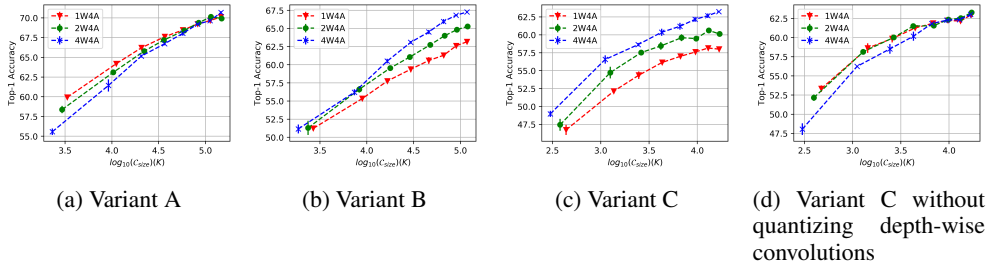 1W4A
2W4A
4W4A
Top-1 Accuracy
70.0
67.5
65.0
62.5
60.0
57.5
55.0
3.5
4.0
4.5
5.0
log10(Csize)(K)
(a) Variant A
1W4A
2W4A
4W4A
Top-1 Accuracy
67.5
65.0
62.5
60.0
57.5
55.0
52.5
50.0
3.5
4.0
4.5
5.0
log10(Csize)(K)
(b) Variant B
1W4A
2W4A
4W4A
Top-1 Accuracy
62.5
60.0
57.5
55.0
52.5
50.0
47.5
2.5
3.0
3.5
4.0
log10(Csize)(K)
(c) Variant C
1W4A
2W4A
4W4A
Top-1 Accuracy
62.5
60.0
57.5
55.0
52.5
50.0
47.5
2.5
3.0
3.5
4.0
log10(Csize)(K)
(d) Variant C without
quantizing depth-wise
convolutions